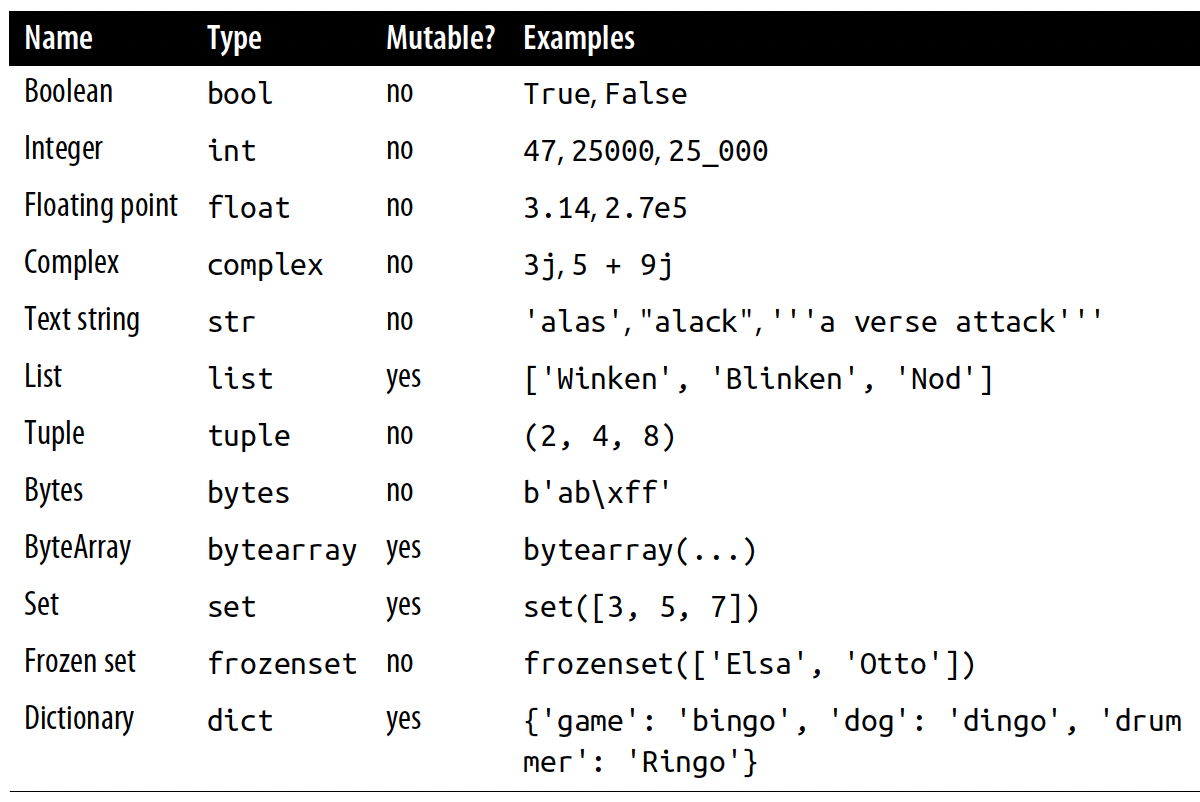 Name Type Mutable? Examples
Boolean bool no True, False
Integer int no 47, 25000, 25_000
Floating point float no 3.14, 2.7e5
Complex complex no 3j, 5 + 9j
Text string str no 'alas', "alack", '''a verse attack'''
List list yes ['Winken', 'Blinken', 'Nod']
Tuple tuple no (2, 4, 8)
Bytes bytes no b'ab\xff'
ByteArray bytearray yes bytearray(...)
Set set yes set([3, 5, 7])
Frozen set frozenset no frozenset(['Elsa', 'Otto'])
Dictionary dict yes {'game': 'bingo', 'dog': 'dingo', 'drum
mer': 'Ringo'}